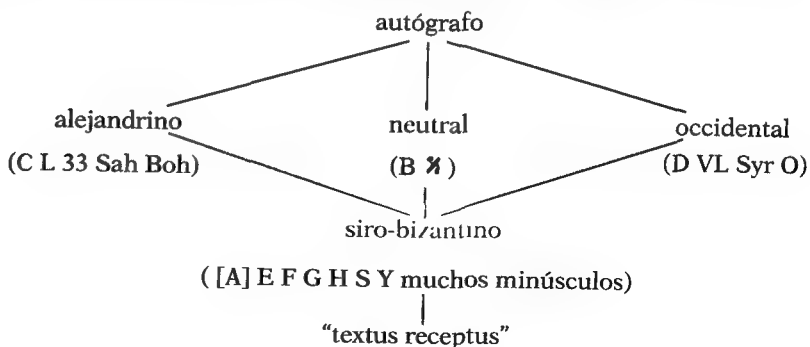 autógrafo
alejandrino neutral occidental
(C L 33 Sah Boh) (B ℵ) (D VL Syr O)
siro-bizantino
([A] E F G H S Y muchos minúsculos)
“textus receptus”